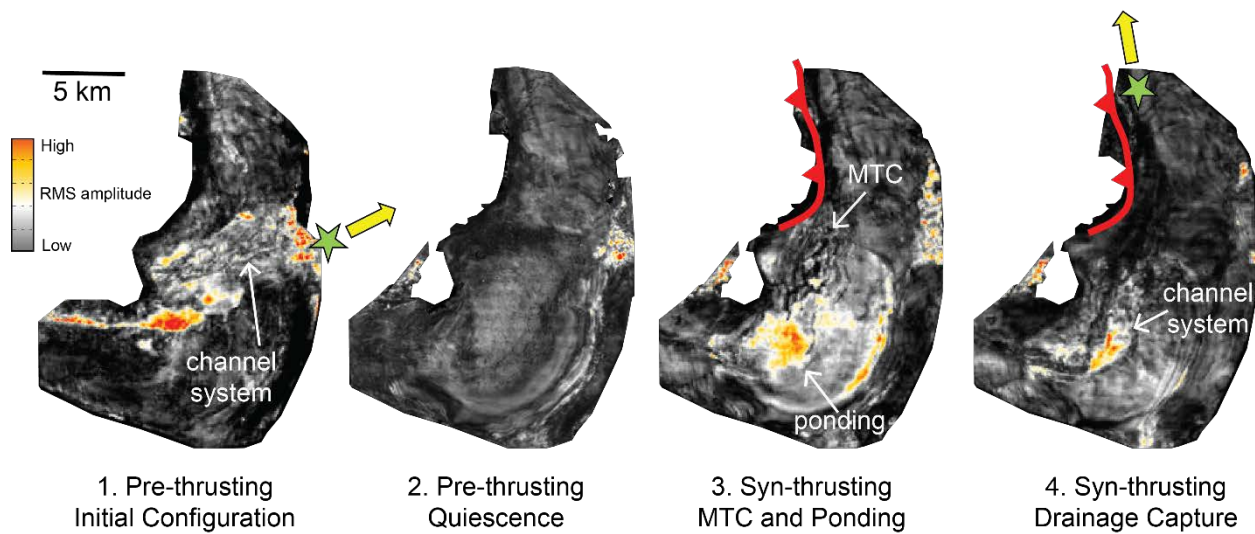 5 km
High
RMS amplitude
Low
channel
system
MTC
ponding
channel
system
1. Pre-thrusting
Initial Configuration
2. Pre-thrusting
Quiescence
3. Syn-thrusting
MTC and Ponding
4. Syn-thrusting
Drainage Capture